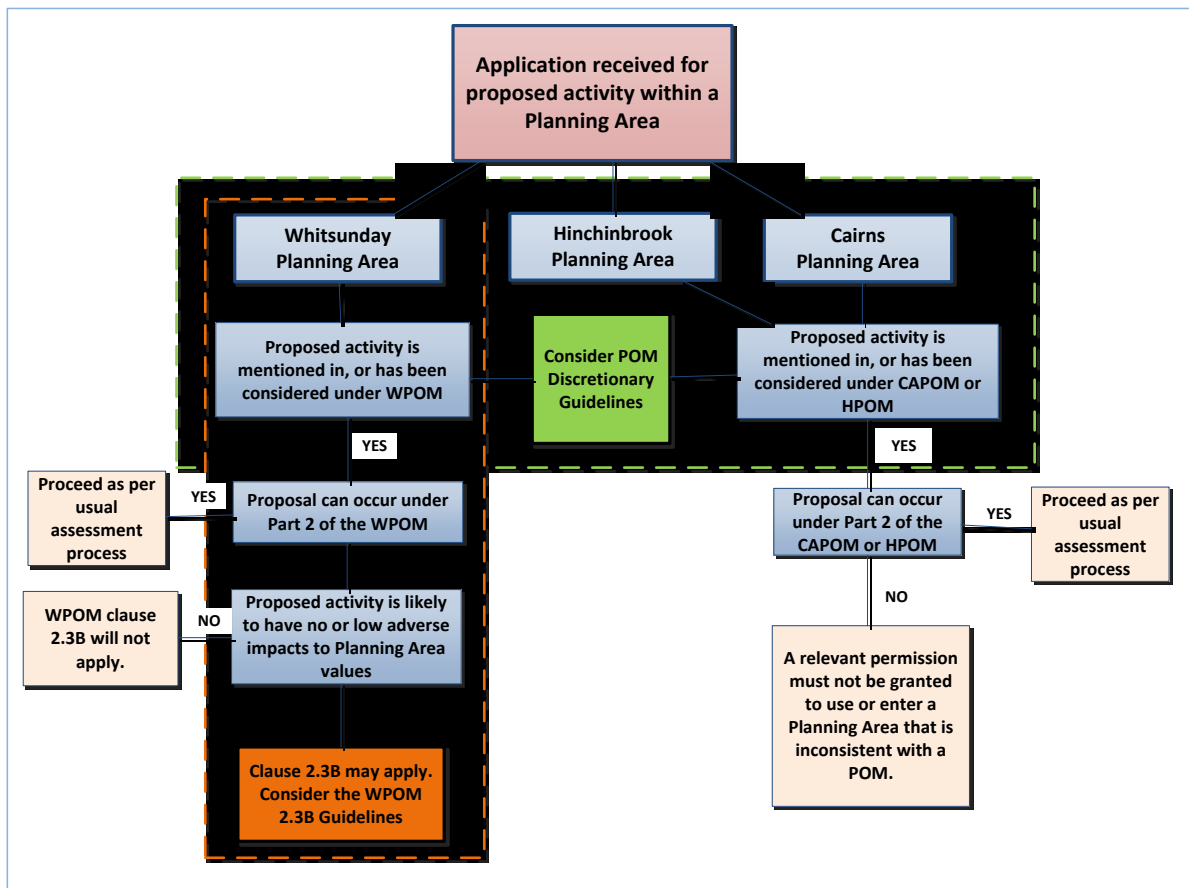 Application received for
proposed activity within a
Planning Area
Whitsunday
Planning Area
Hinchinbrook
Planning Area
Cairns
Planning Area
Proposed activity is
mentioned in, or has been
considered under WPOM
Consider POM
Discretionary
Guidelines
Proposed activity is
mentioned in, or has been
considered under CAPOM or
HPOM
YES
YES
Proceed as per
usual
assessment
process
YES
Proposal can occur under
Part 2 of the WPOM
Proposal can occur
under Part 2 of the
CAPOM or HPOM
YES
Proceed as per
usual
assessment
process
WPOM clause
2.3B will not
apply.
NO
Proposed activity is likely
to have no or low adverse
impacts to Planning Area
values
NO
A relevant permission
must not be granted
to use or enter a
Planning Area that is
inconsistent with a
POM.
Clause 2.3B may apply.
Consider the WPOM
2.3B Guidelines